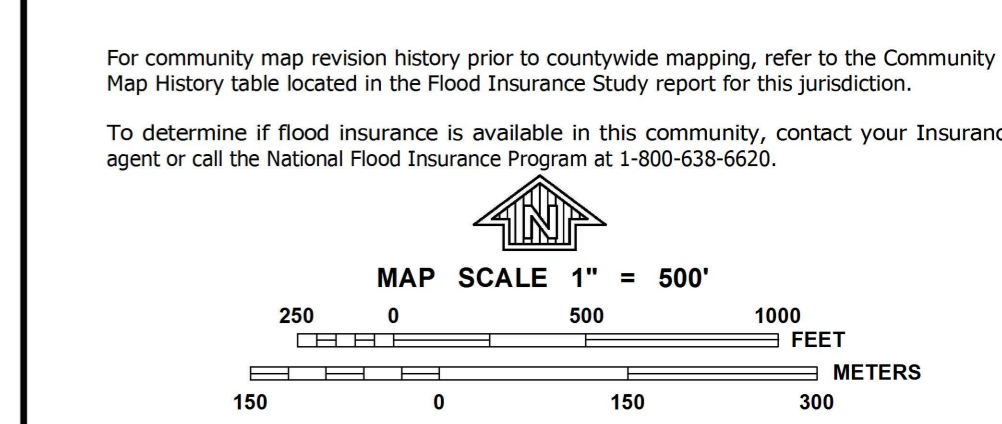 For community map revision history prior to countywide mapping, refer to the Community
Map History table located in the Flood Insurance Study report for this jurisdiction.
To determine if flood insurance is available in this community, contact your Insuranc
agent or call the National Flood Insurance Program at 1-800-638-6620.
N
MAP SCALE 1" = 500'
250 0 500 1000
FEET
METERS
150 0 150 300